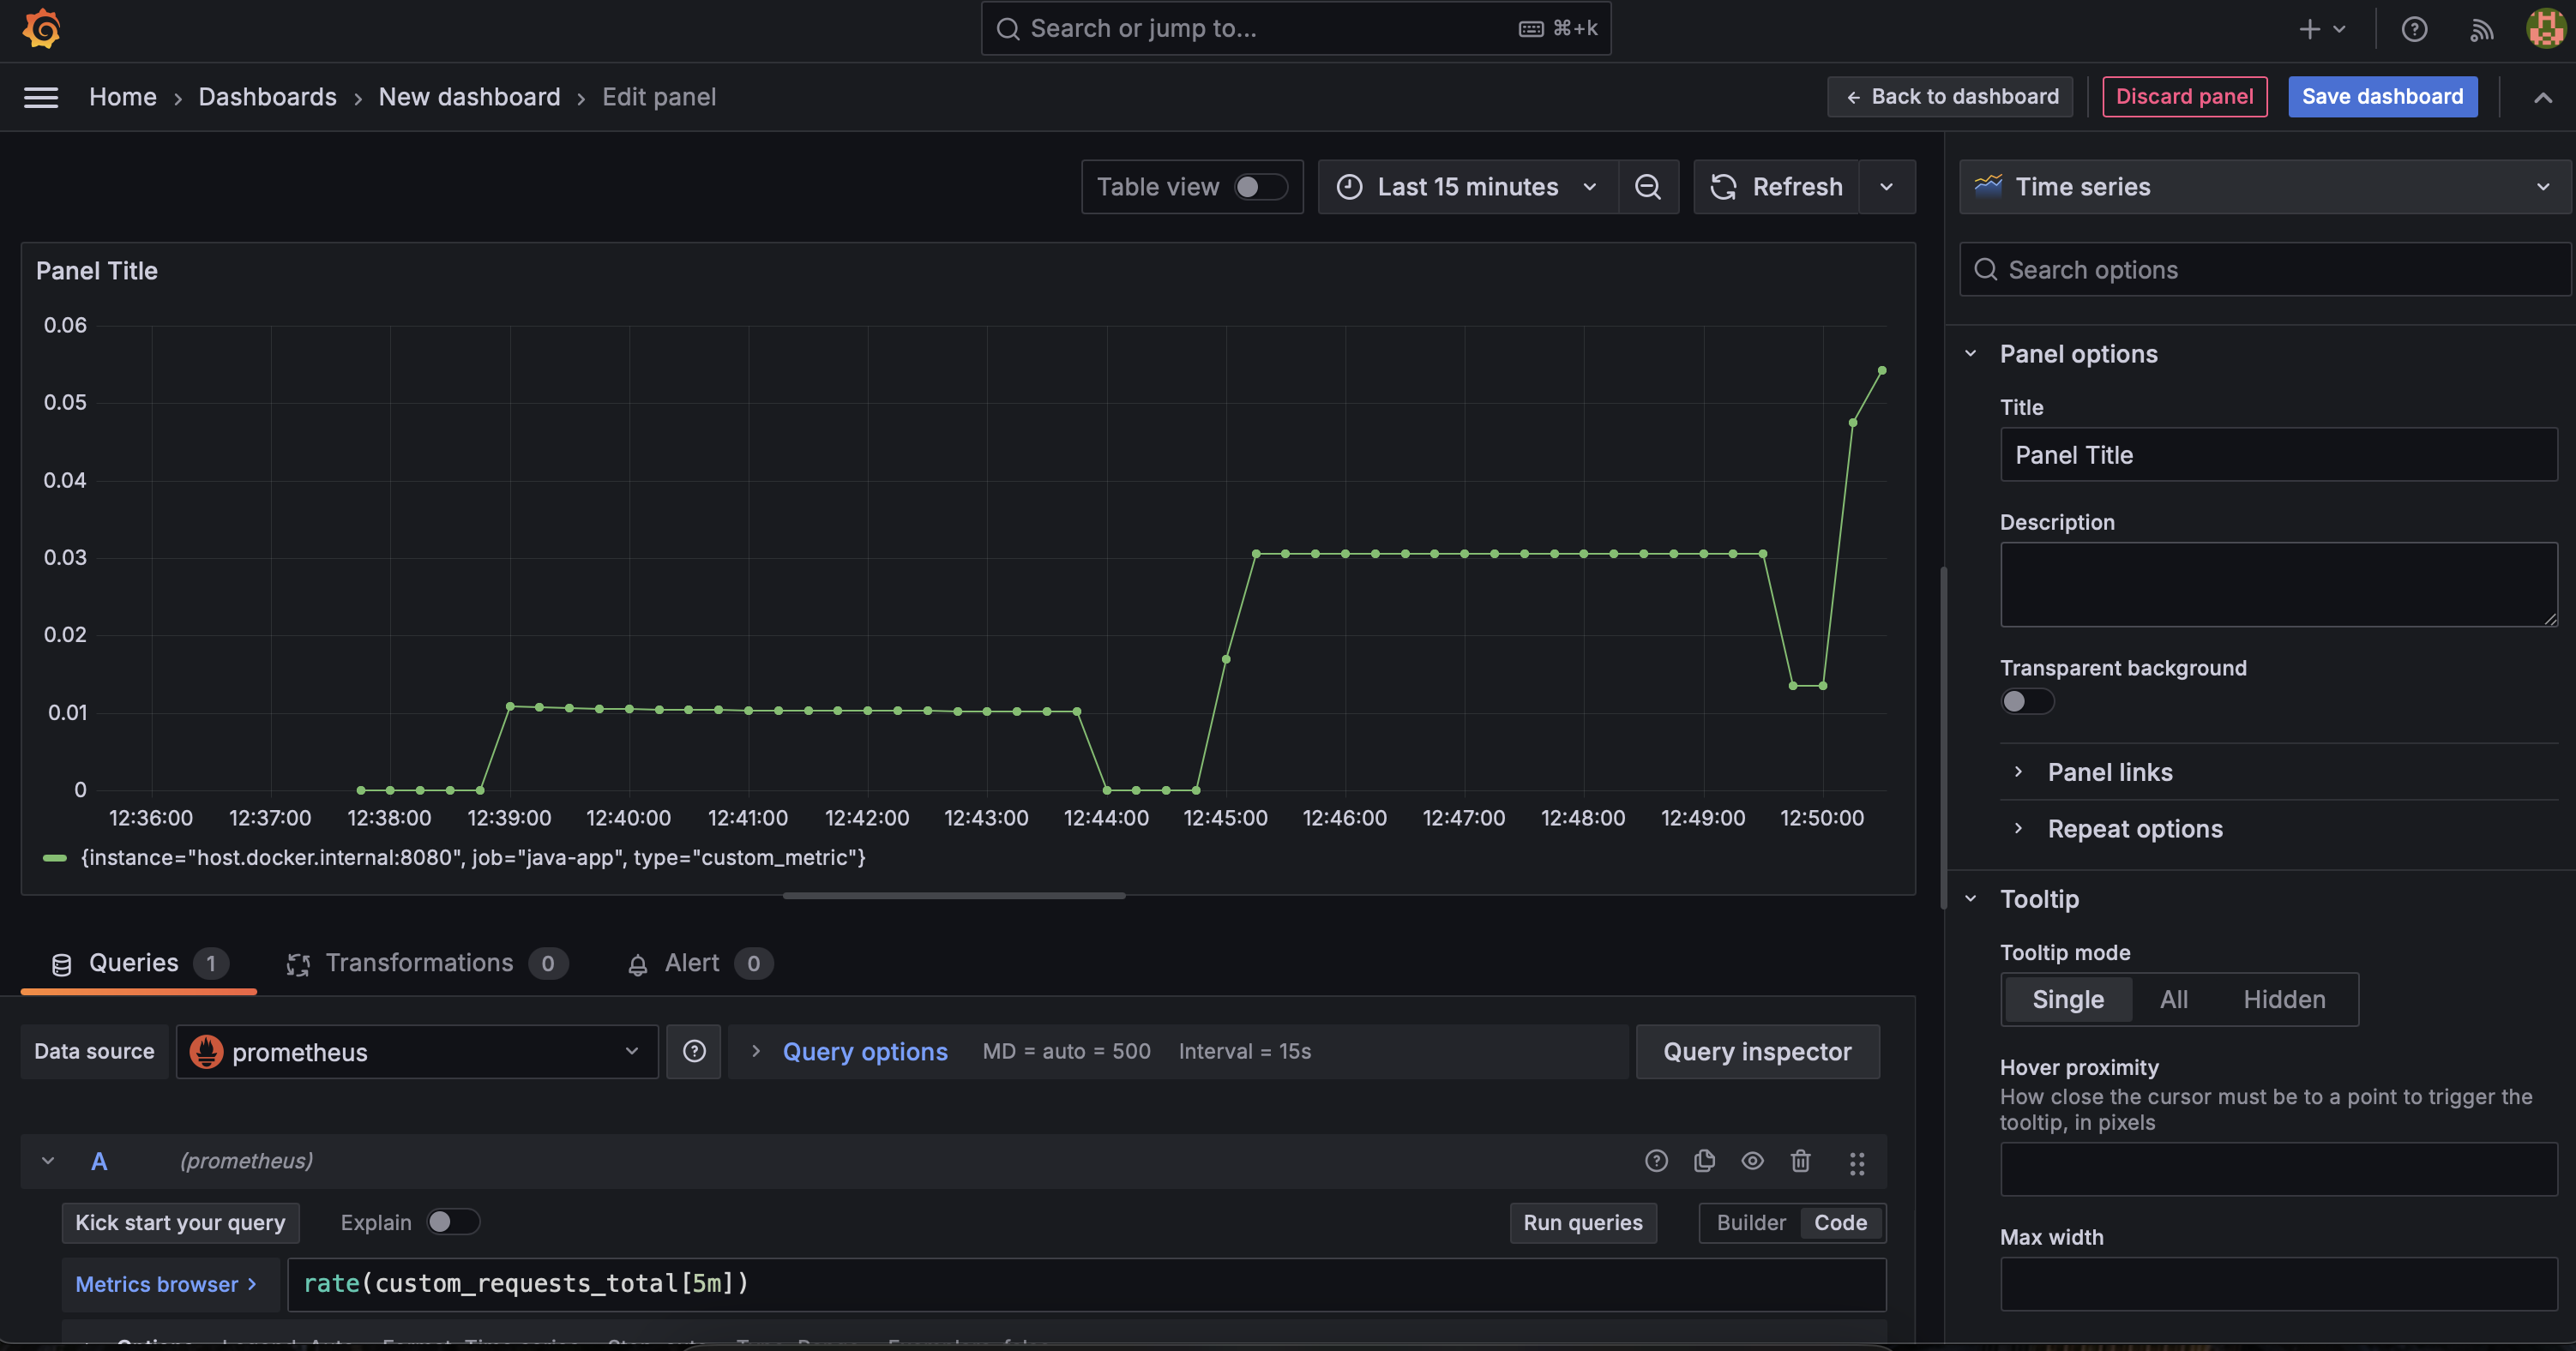 Search or jump to... ⌘+k
Home › Dashboards › New dashboard › Edit panel
← Back to dashboard
Discard panel
Save dashboard
Table view
Last 15 minutes
Refresh
Panel Title
0.06
0.05
0.04
0.03
0.02
0.01
0
12:36:00 12:37:00 12:38:00 12:39:00 12:40:00 12:41:00 12:42:00 12:43:00 12:44:00 12:45:00 12:46:00 12:47:00 12:48:00 12:49:00 12:50:00
{instance="host.docker.internal:8080", job="java-app", type="custom_metric"}
Queries 1 Transformations 0 Alert 0
Data source prometheus Query options MD = auto = 500 Interval = 15s Query inspector
A (prometheus)
Kick start your query Explain Run queries Builder Code
Metrics browser › rate(custom_requests_total[5m])
Time series
Search options
Panel options
Title
Panel Title
Description
Transparent background
Panel links
Repeat options
Tooltip
Tooltip mode
Single All Hidden
Hover proximity
How close the cursor must be to a point to trigger the
tooltip, in pixels
Max width